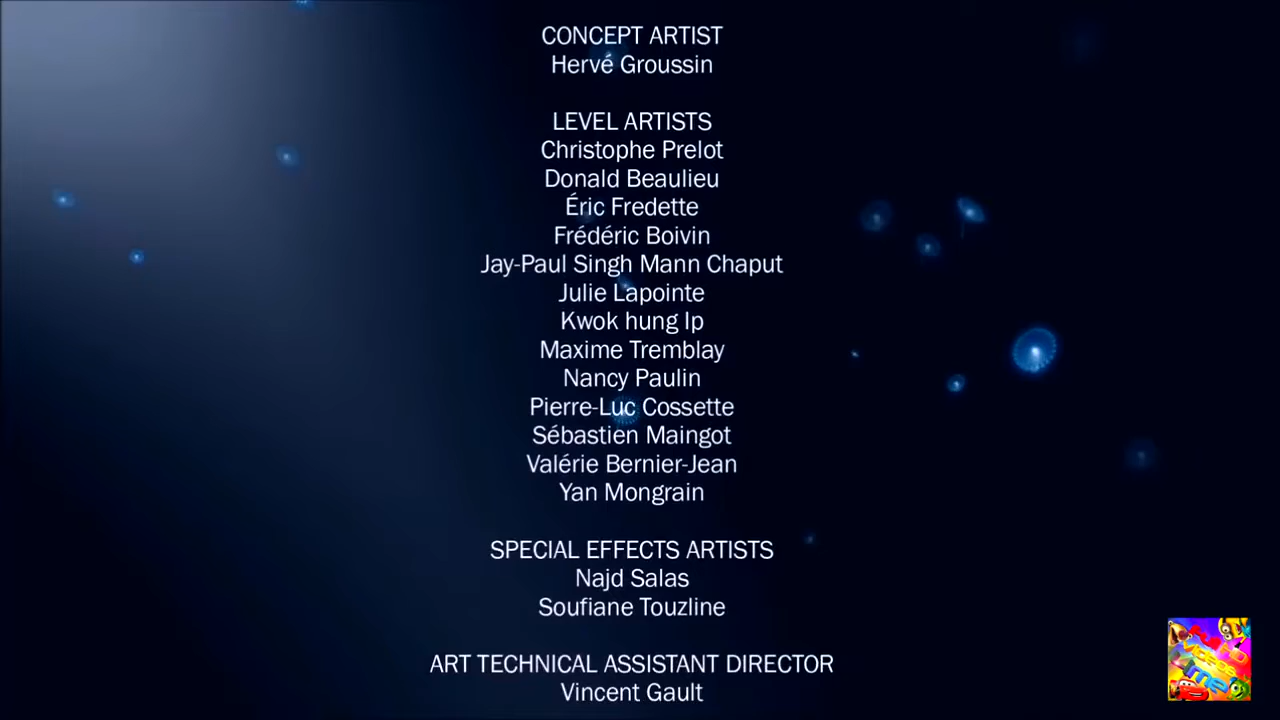 CONCEPT ARTIST
Hervé Groussin
LEVEL ARTISTS
Christophe Prelot
Donald Beaulieu
Éric Fredette
Frédéric Boivin
Jay-Paul Singh Mann Chaput
Julie Lapointe
Kwok hung Ip
Maxime Tremblay
Nancy Paulin
Pierre-Luc Cossette
Sébastien Maingot
Valérie Bernier-Jean
Yan Mongrain
SPECIAL EFFECTS ARTISTS
Najd Salas
Soufiane Touzline
ART TECHNICAL ASSISTANT DIRECTOR
Vincent Gault